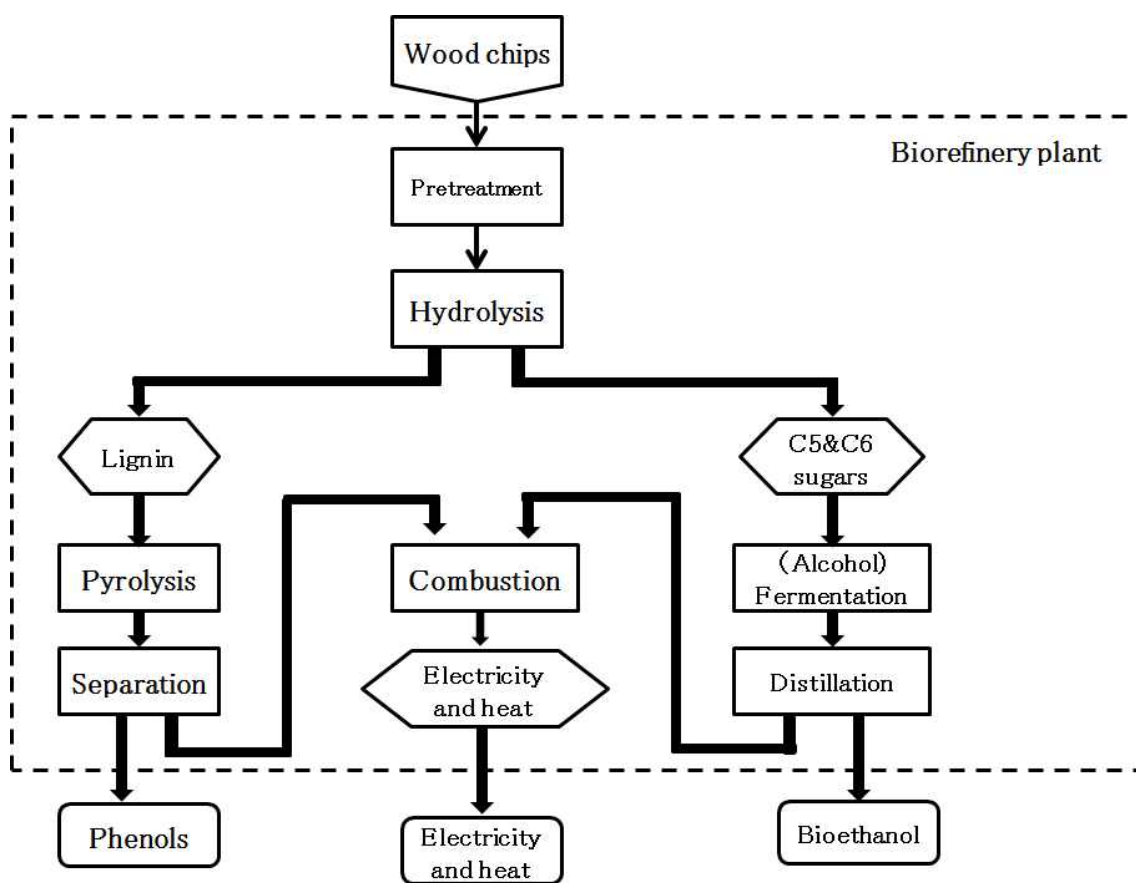 Wood chips
Biorefinery plant
Pretreatment
Hydrolysis
Lignin
C5&C6
sugars
Pyrolysis
Combustion
(Alcohol)
Fermentation
Separation
Electricity
and heat
Distillation
Phenols
Electricity
and heat
Bioethanol